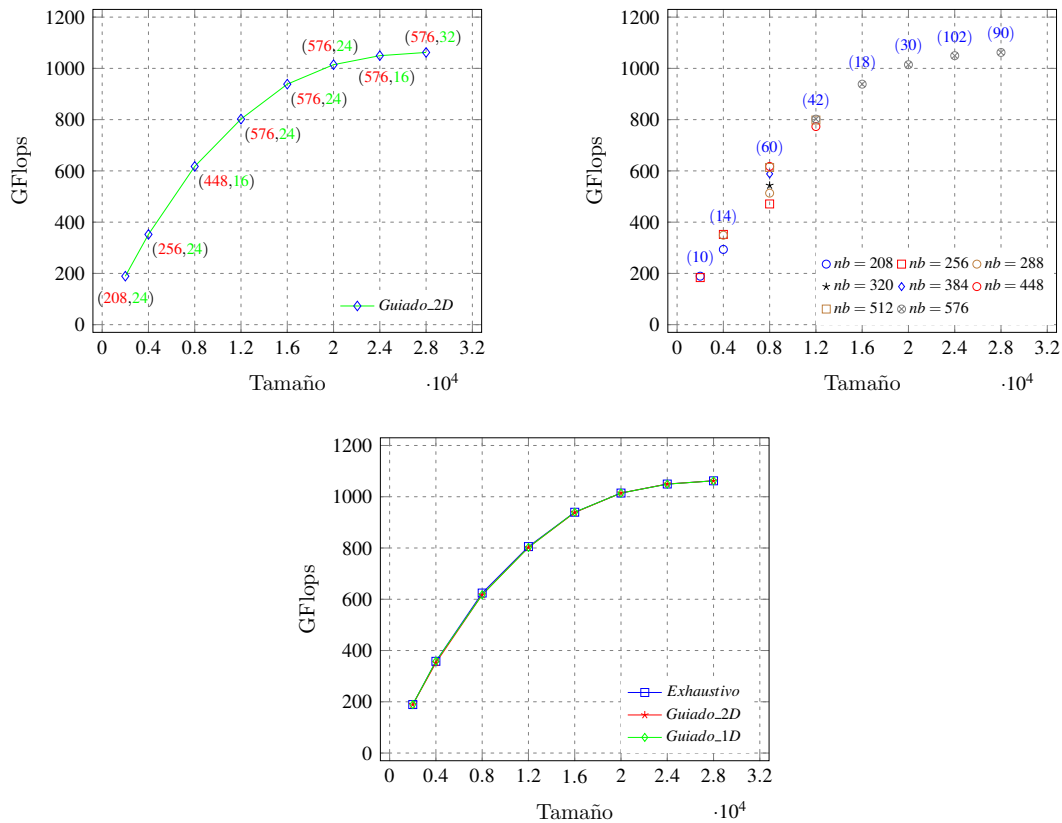 1200
1000
800
600
400
200
0
GFlops
(576,24)
(576,32)
(576,16)
(576,24)
(576,24)
(448,16)
(256,24)
(208,24)
Guiado_2D
0 0.4 0.8 1.2 1.6 2 2.4 2.8 3.2
Tamaño
·10⁴
1200
1000
800
600
400
200
0
GFlops
(90)
(102)
(30)
(18)
(42)
(60)
(14)
(10)
nb = 208 nb = 256 nb = 288
nb = 320 nb = 384 nb = 448
nb = 512 nb = 576
0 0.4 0.8 1.2 1.6 2 2.4 2.8 3.2
Tamaño
·10⁴
1200
1000
800
600
400
200
0
GFlops
Exhaustivo
Guiado_2D
Guiado_1D
0 0.4 0.8 1.2 1.6 2 2.4 2.8 3.2
Tamaño
·10⁴